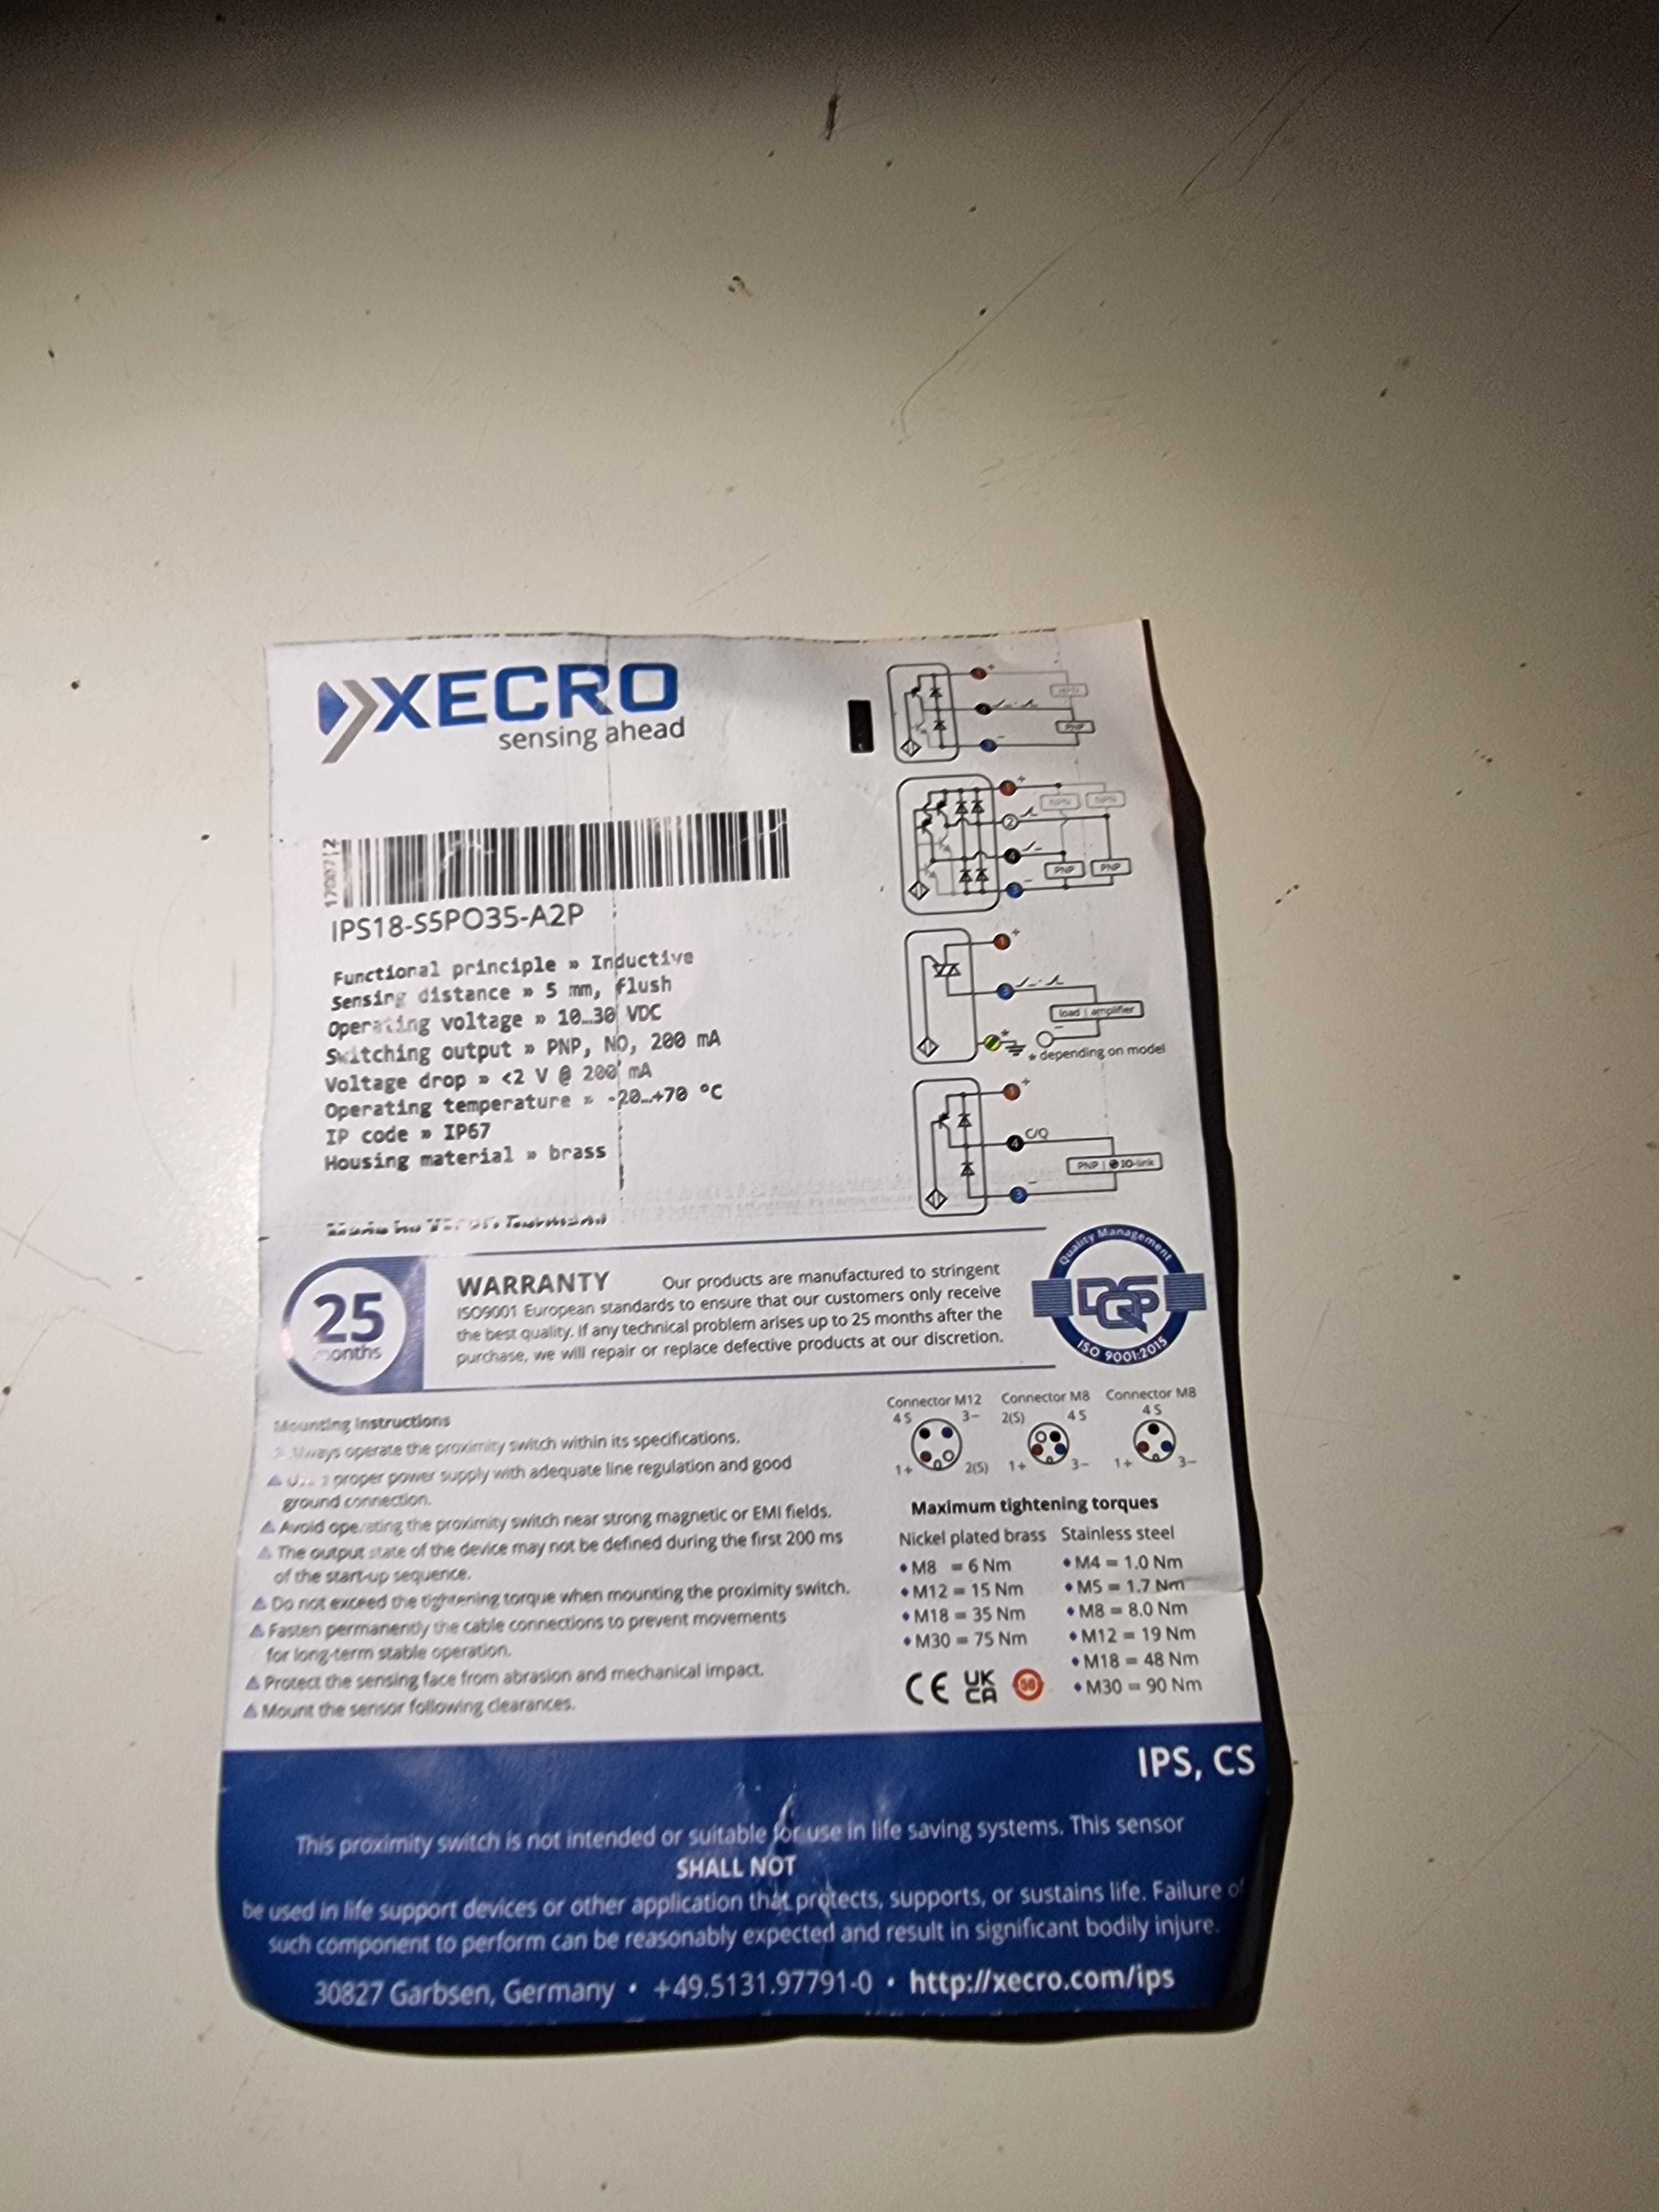 XECRO
sensing ahead
170071Z
IPS18-S5PO35-A2P
Functional principle » Inductive
Sensing distance » 5 mm, flush
Operating voltage » 10…30 VDC
Switching output » PNP, NO, 200 mA
Voltage drop » <2 V @ 200 mA
Operating temperature » -20…+70 °C
IP code » IP67
Housing material » brass
1 +
4
PNP
3 -
1 +
NPN NPN
2
4
PNP PNP
3 -
1 +
3
load | amplifier
* -
* depending on model
1 +
4 C/Q
PNP | IO-link
3 -
25
months
WARRANTY Our products are manufactured to stringent
ISO9001 European standards to ensure that our customers only receive
the best quality. If any technical problem arises up to 25 months after the
purchase, we will repair or replace defective products at our discretion.
Quality Management
DQS
ISO 9001:2015
Mounting Instructions
Always operate the proximity switch within its specifications.
proper power supply with adequate line regulation and good
ground connection.
Avoid operating the proximity switch near strong magnetic or EMI fields.
The output state of the device may not be defined during the first 200 ms
of the start-up sequence.
Do not exceed the tightening torque when mounting the proximity switch.
Fasten permanently the cable connections to prevent movements
for long-term stable operation.
Protect the sensing face from abrasion and mechanical impact.
Mount the sensor following clearances.
Connector M12 Connector M8 Connector M8
4 S 3− 2(S) 4 S 4 S
1+ 2(S) 1+ 3− 1+ 3−
Maximum tightening torques
Nickel plated brass Stainless steel
• M8 = 6 Nm • M4 = 1.0 Nm
• M12 = 15 Nm • M5 = 1.7 Nm
• M18 = 35 Nm • M8 = 8.0 Nm
• M30 = 75 Nm • M12 = 19 Nm
• M18 = 48 Nm
• M30 = 90 Nm
CE UK CA 50
IPS, CS
This proximity switch is not intended or suitable for use in life saving systems. This sensor
SHALL NOT
be used in life support devices or other application that protects, supports, or sustains life. Failure of
such component to perform can be reasonably expected and result in significant bodily injure.
30827 Garbsen, Germany • +49.5131.97791-0 • http://xecro.com/ips